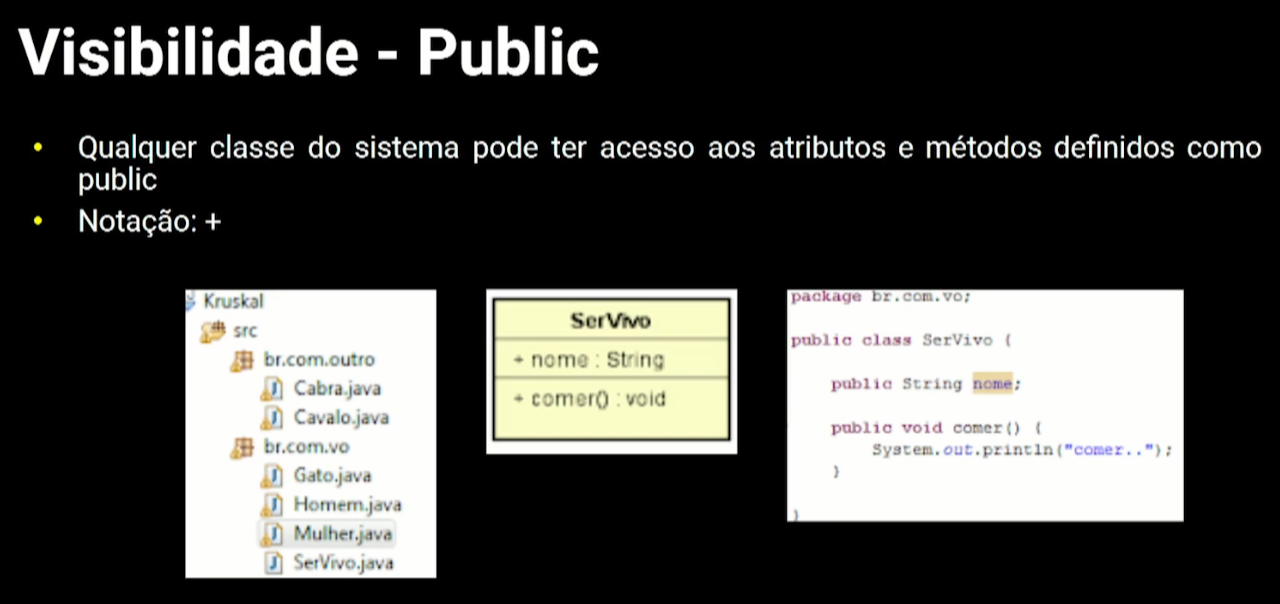 Visibilidade - Public
• Qualquer classe do sistema pode ter acesso aos atributos e métodos definidos como
public
• Notação: +
Kruskal
src
br.com.outro
Cabra.java
Cavalo.java
br.com.vo
Gato.java
Homem.java
Mulher.java
SerVivo.java
SerVivo
+ nome : String
+ comer() : void
package br.com.vo;
public class SerVivo {
public String nome;
public void comer() {
System.out.println("comer..");
}
}